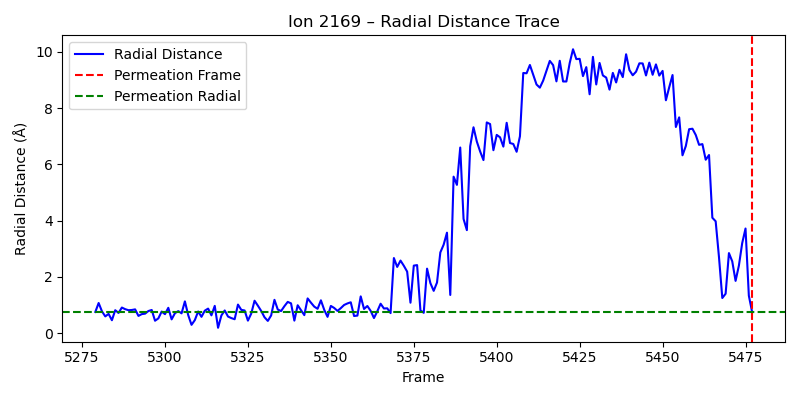 Ion 2169 – Radial Distance Trace
Radial Distance
Permeation Frame
Permeation Radial
Radial Distance (Å)
10
8
6
4
2
0
5275 5300 5325 5350 5375 5400 5425 5450 5475
Frame